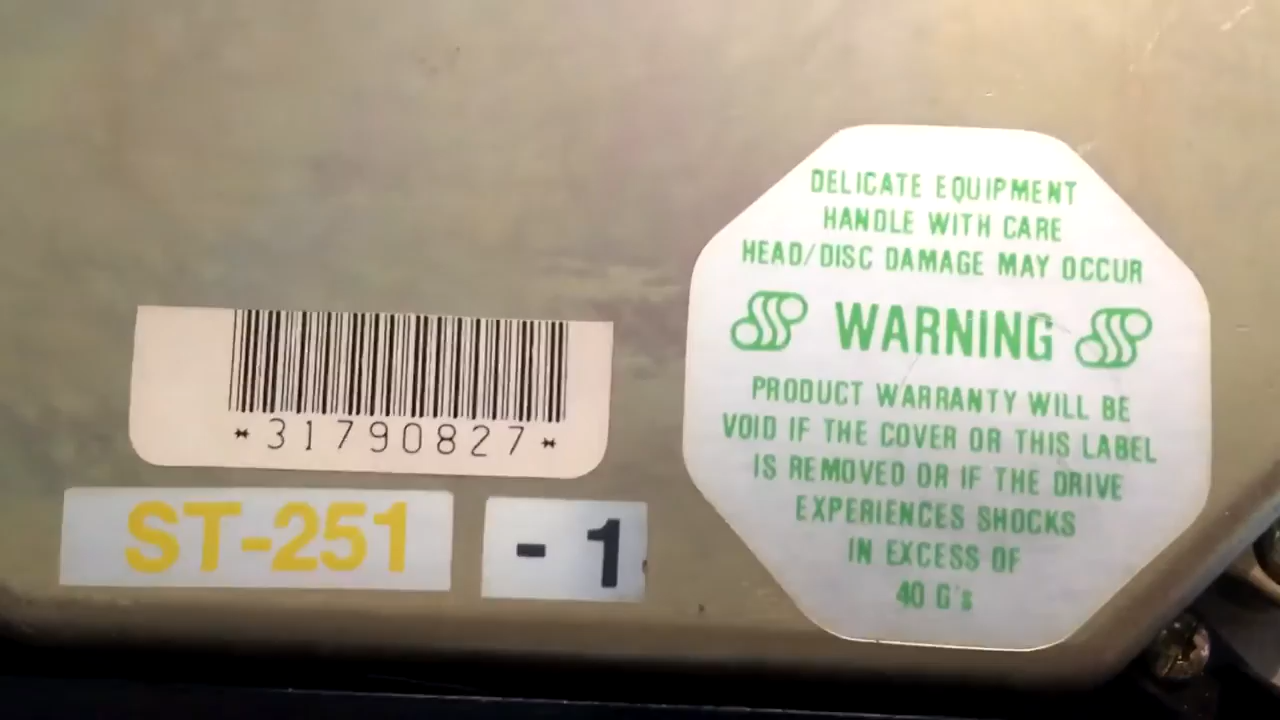 *31790827*
ST-251
- 1
DELICATE EQUIPMENT
HANDLE WITH CARE
HEAD/DISC DAMAGE MAY OCCUR
WARNING
PRODUCT WARRANTY WILL BE
VOID IF THE COVER OR THIS LABEL
IS REMOVED OR IF THE DRIVE
EXPERIENCES SHOCKS
IN EXCESS OF
40 G's